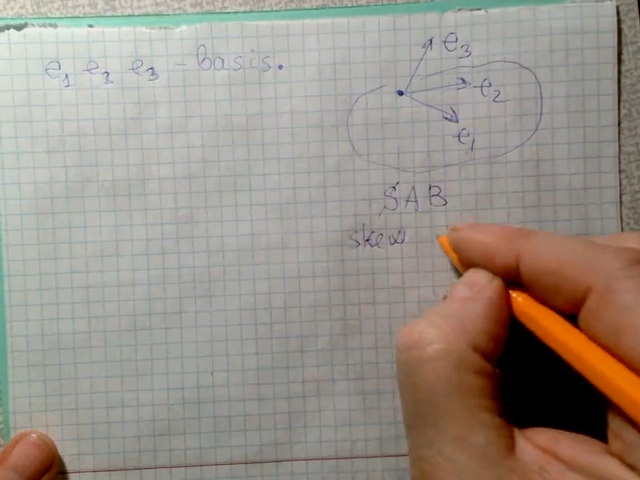 e₁ e₂ e₃ - basis.
e₃
e₂
e₁
SAB
skew